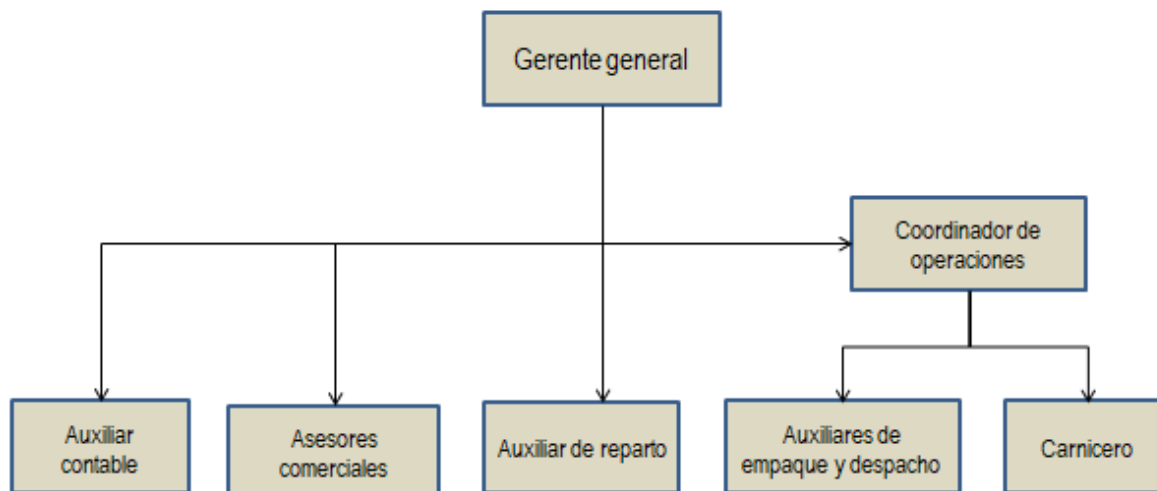 Gerente general
Coordinador de
operaciones
Auxiliar
contable
Asesores
comerciales
Auxiliar de reparto
Auxiliares de
empaque y despacho
Carnicero